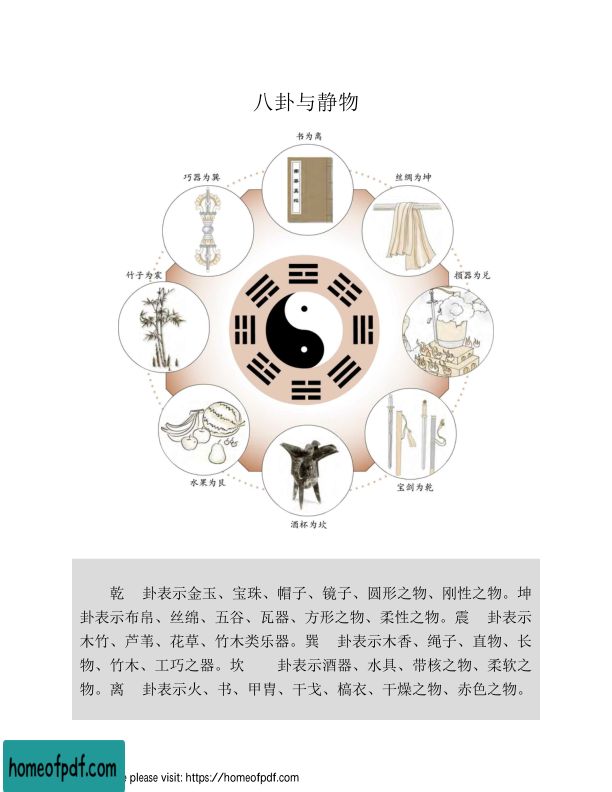 八卦与静物
书为离
巧器为巽
丝绸为坤
竹子为
损器为兑
水果为艮
宝剑为乾
酒杯为坎
乾 卦表示金玉、宝珠、帽子、镜子、圆形之物、刚性之物。坤
卦表示布帛、丝绵、五谷、瓦器、方形之物、柔性之物。震 卦表示
木竹、芦苇、花草、竹木类乐器。巽 卦表示木香、绳子、直物、长
物、竹木、工巧之器。坎 卦表示酒器、水具、带核之物、柔软之
物。离 卦表示火、书、甲胄、干戈、槁衣、干燥之物、赤色之物。
homeofpdf.com
e please visit: https://homeofpdf.com